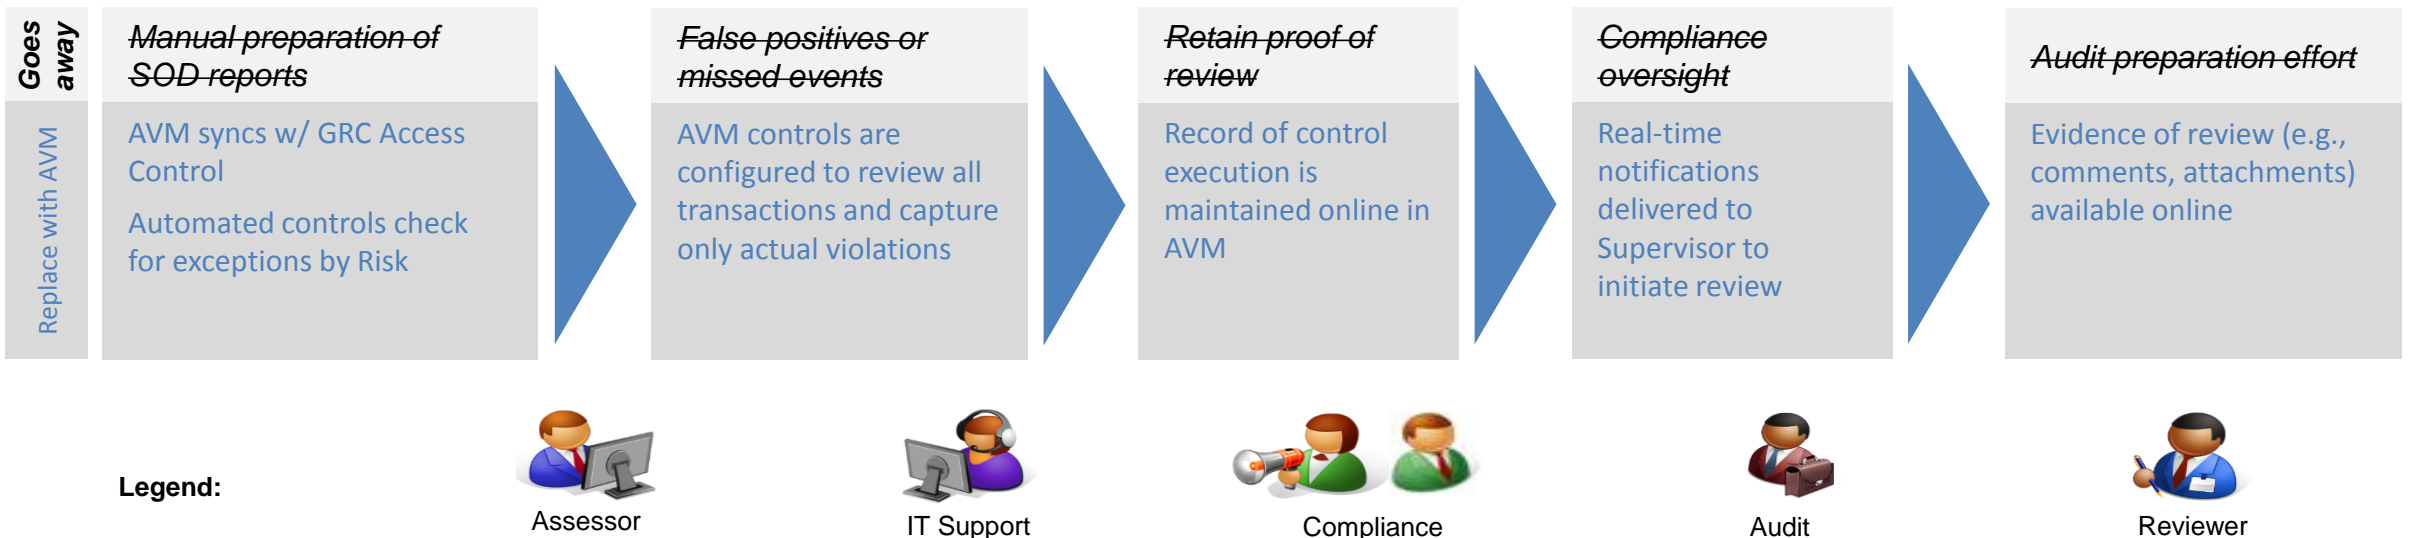 Goes
away
Manual preparation of
SOD reports
False positives or
missed events
Retain proof of
review
Compliance
oversight
Audit preparation effort
Replace with AVM
AVM syncs w/ GRC Access
Control
Automated controls check
for exceptions by Risk
AVM controls are
configured to review all
transactions and capture
only actual violations
Record of control
execution is
maintained online in
AVM
Real-time
notifications
delivered to
Supervisor to
initiate review
Evidence of review (e.g.,
comments, attachments)
available online
Legend:
Assessor
IT Support
Compliance
Audit
Reviewer